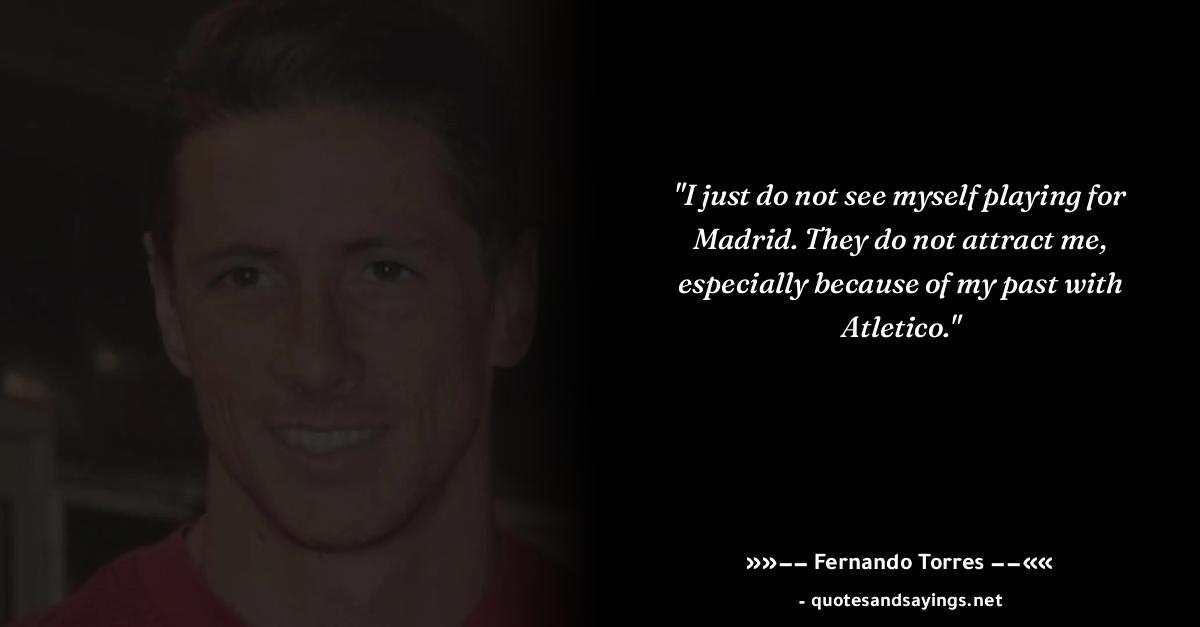 "I just do not see myself playing for
Madrid. They do not attract me,
especially because of my past with
Atletico."
»»−− Fernando Torres −−««
- quotesandsayings.net